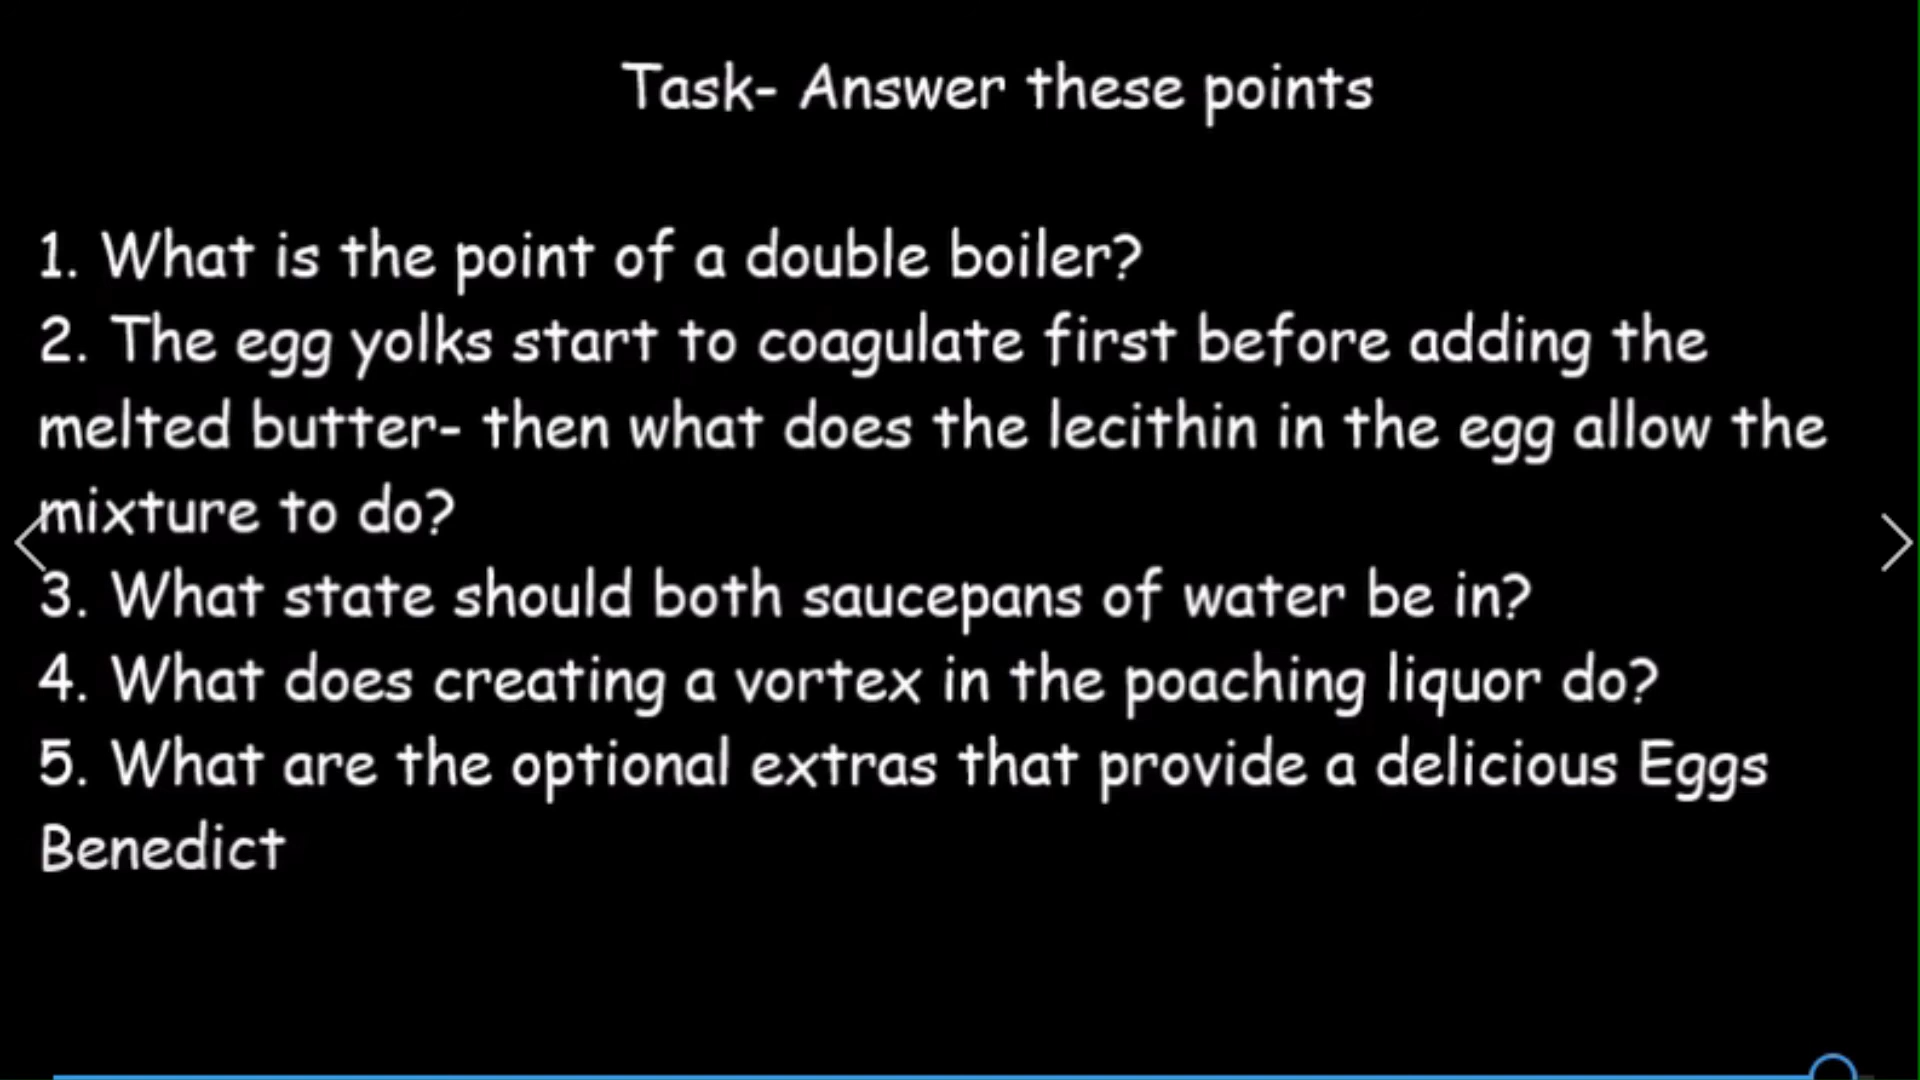 Task- Answer these points
1. What is the point of a double boiler?
2. The egg yolks start to coagulate first before adding the
melted butter- then what does the lecithin in the egg allow the
mixture to do?
3. What state should both saucepans of water be in?
4. What does creating a vortex in the poaching liquor do?
5. What are the optional extras that provide a delicious Eggs
Benedict